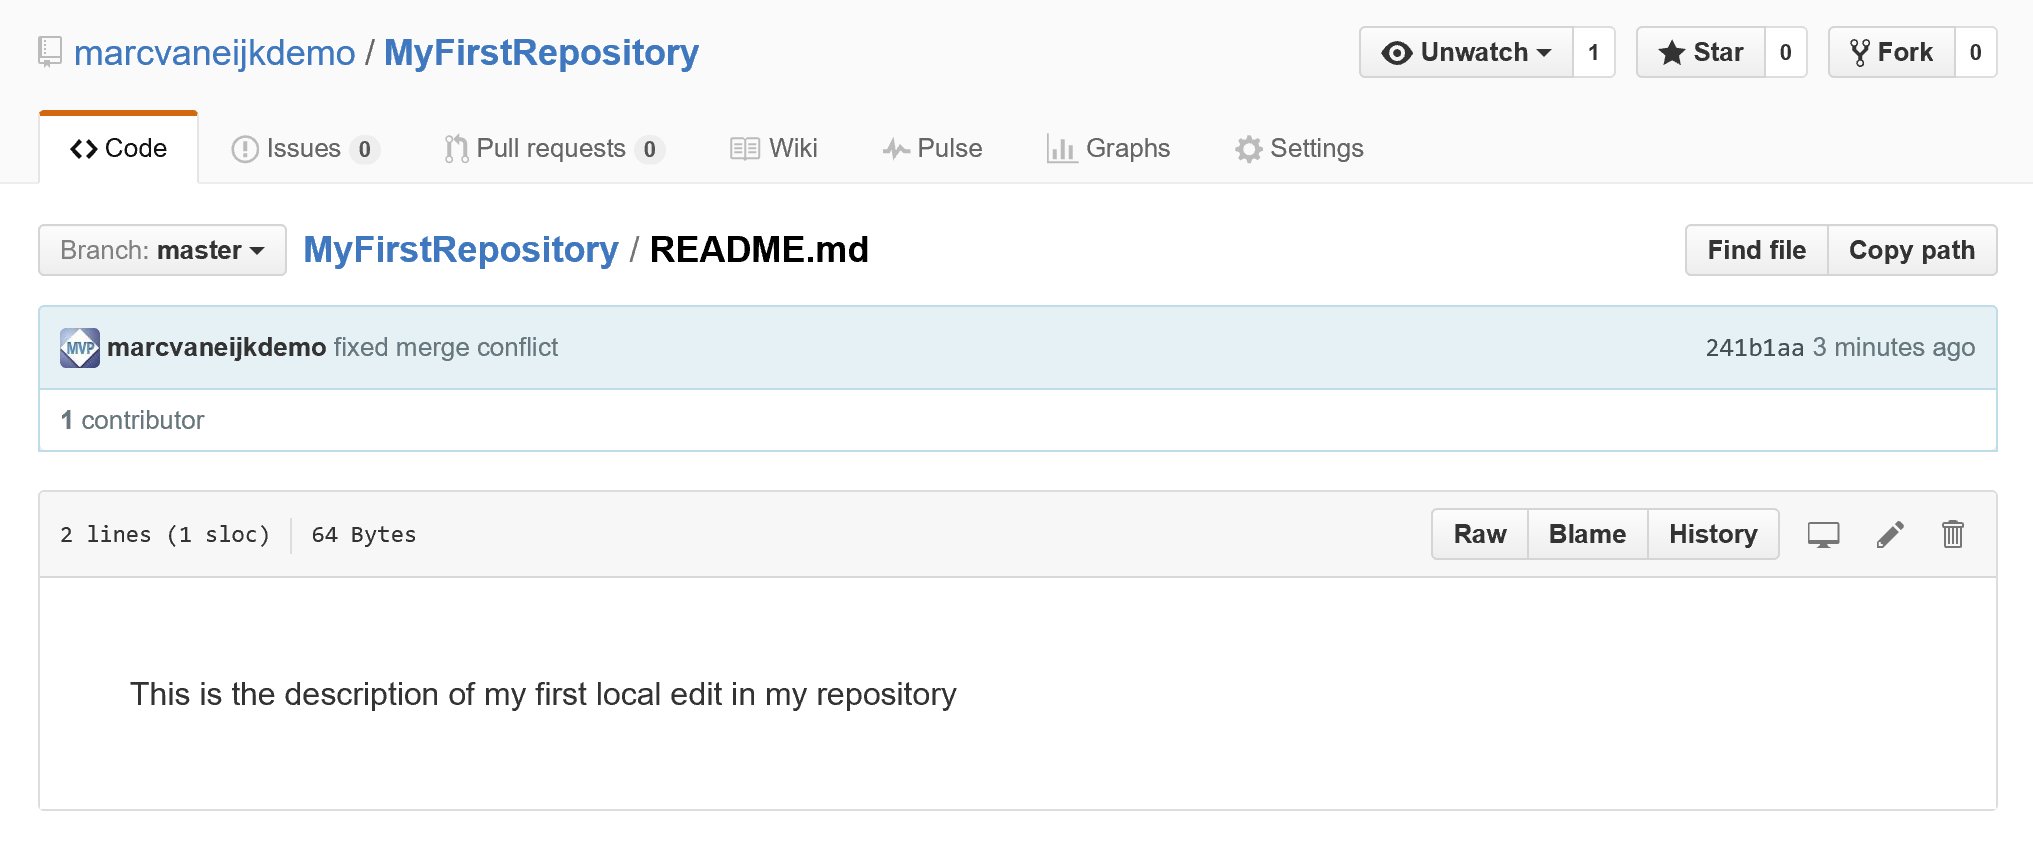 marcvaneijkdemo / MyFirstRepository
Unwatch 1 Star 0 Fork 0
Code Issues 0 Pull requests 0 Wiki Pulse Graphs Settings
Branch: master MyFirstRepository / README.md Find file Copy path
MVP marcvaneijkdemo fixed merge conflict 241b1aa 3 minutes ago
1 contributor
2 lines (1 sloc) 64 Bytes Raw Blame History
This is the description of my first local edit in my repository